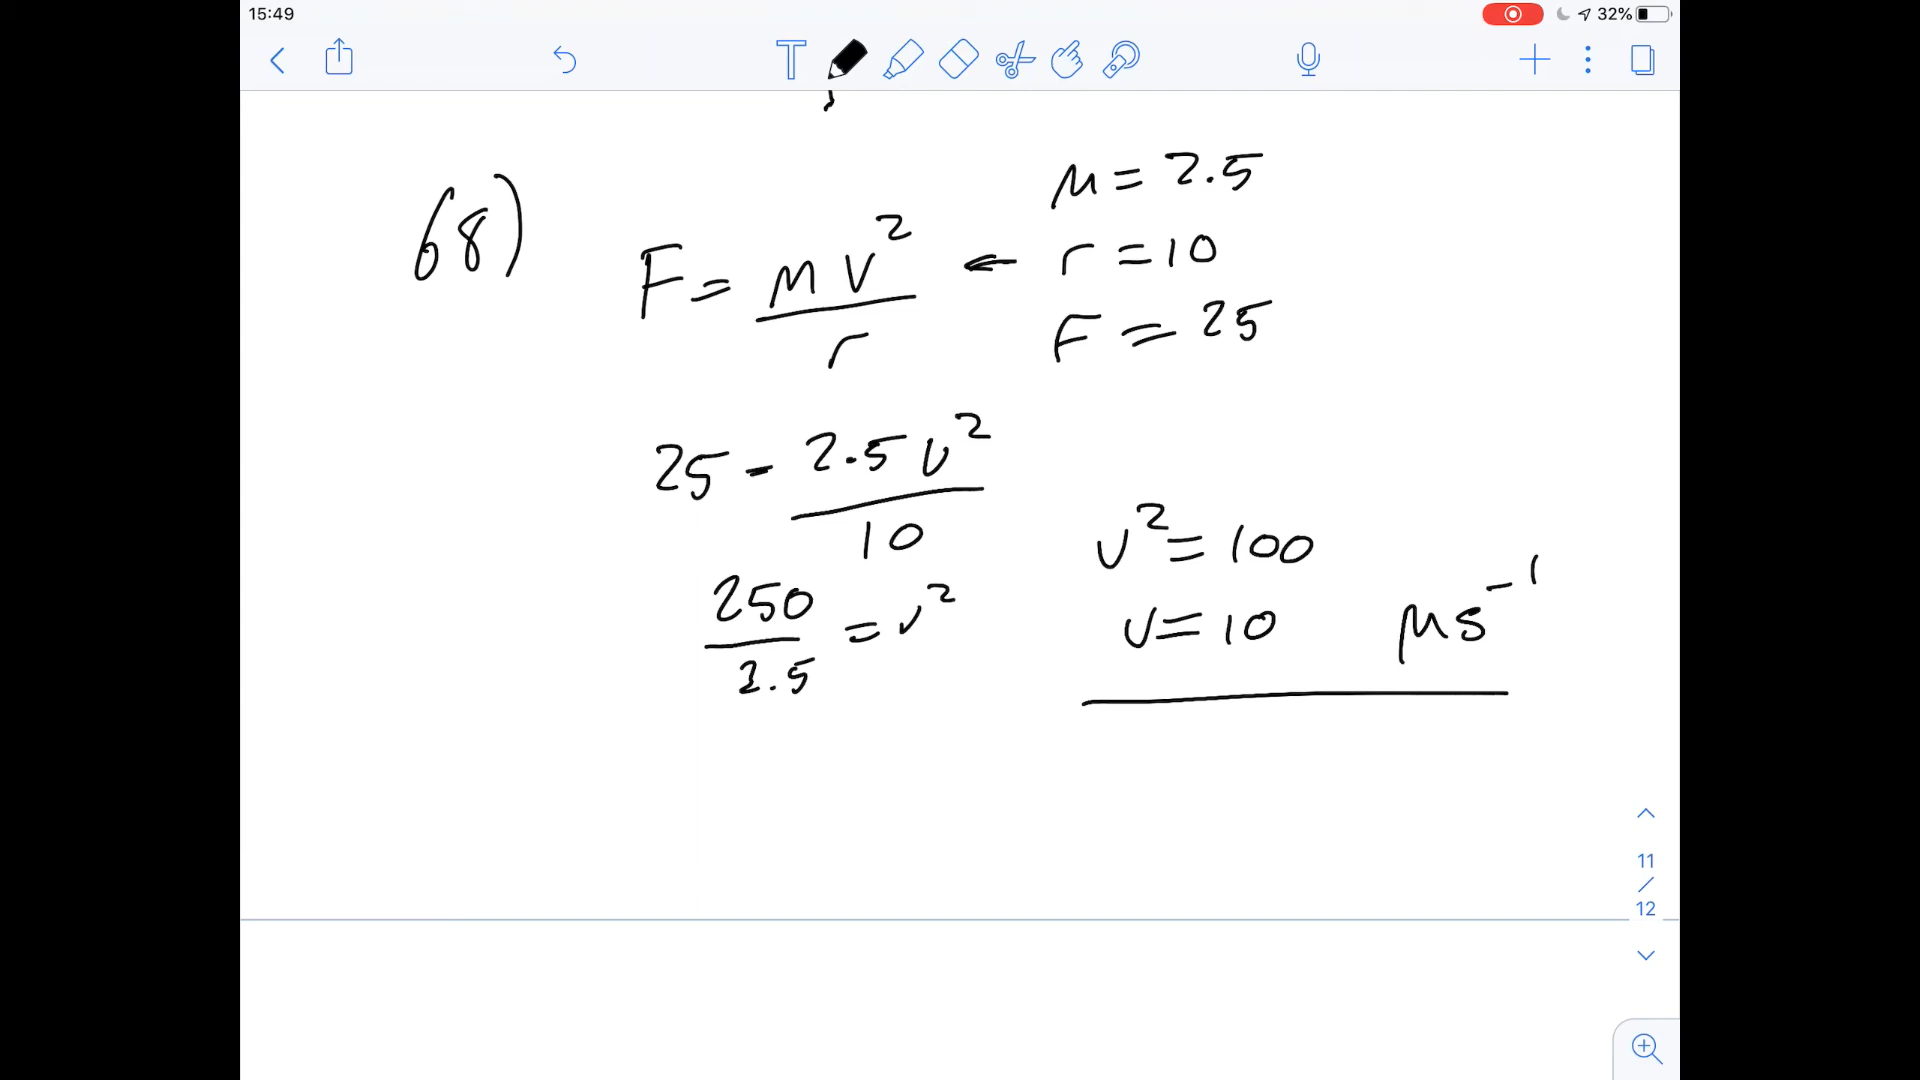 15:49
32%
T
68)
F = mv²/r ← m = 2.5
r = 10
F = 25
25 - 2.5v²/10
250/2.5 = v²
v² = 100
v = 10 ms⁻¹
11
/
12